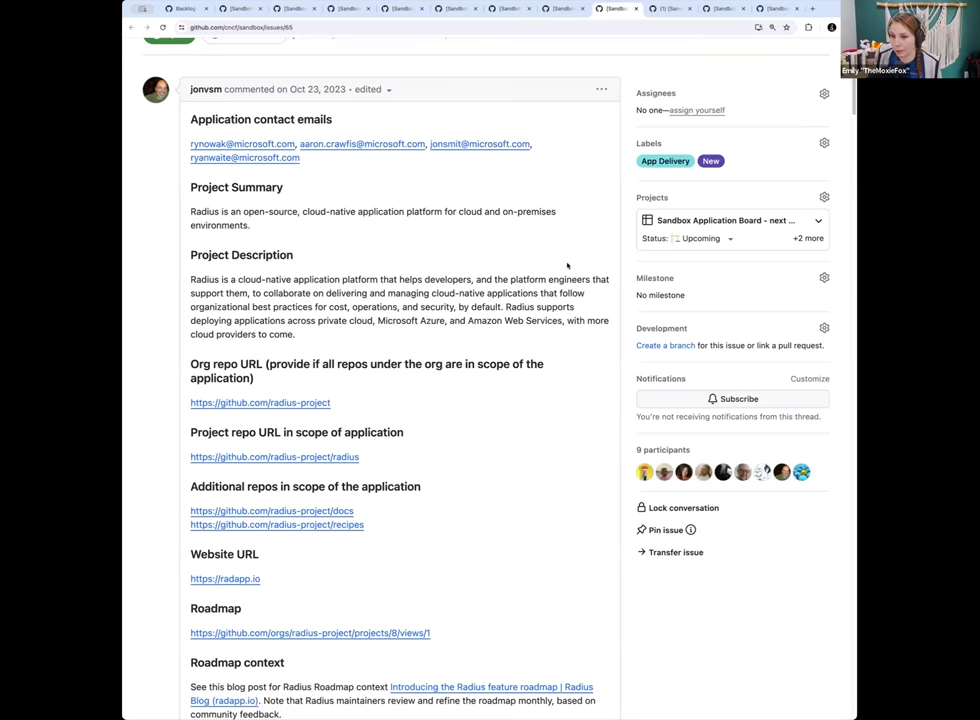 Backlog
[Sandbo
[Sandbo
[Sandbo
[Sandbo
[Sandbo
[Sandbo
[Sandbo
[Sandbo
(1) [San
[Sandbo
[Sandbo
github.com/cncf/sandbox/issues/65
Emily "TheMoxieFox"
jonvsm commented on Oct 23, 2023 • edited
Application contact emails
rynowak@microsoft.com, aaron.crawfis@microsoft.com, jonsmit@microsoft.com,
ryanwaite@microsoft.com
Project Summary
Radius is an open-source, cloud-native application platform for cloud and on-premises
environments.
Project Description
Radius is a cloud-native application platform that helps developers, and the platform engineers that
support them, to collaborate on delivering and managing cloud-native applications that follow
organizational best practices for cost, operations, and security, by default. Radius supports
deploying applications across private cloud, Microsoft Azure, and Amazon Web Services, with more
cloud providers to come.
Org repo URL (provide if all repos under the org are in scope of the
application)
https://github.com/radius-project
Project repo URL in scope of application
https://github.com/radius-project/radius
Additional repos in scope of the application
https://github.com/radius-project/docs
https://github.com/radius-project/recipes
Website URL
https://radapp.io
Roadmap
https://github.com/orgs/radius-project/projects/8/views/1
Roadmap context
See this blog post for Radius Roadmap context Introducing the Radius feature roadmap | Radius
Blog (radapp.io). Note that Radius maintainers review and refine the roadmap monthly, based on
community feedback.
Assignees
No one—assign yourself
Labels
App Delivery
New
Projects
Sandbox Application Board - next ...
Status: Upcoming
+2 more
Milestone
No milestone
Development
Create a branch for this issue or link a pull request.
Notifications
Customize
Subscribe
You're not receiving notifications from this thread.
9 participants
Lock conversation
Pin issue
Transfer issue